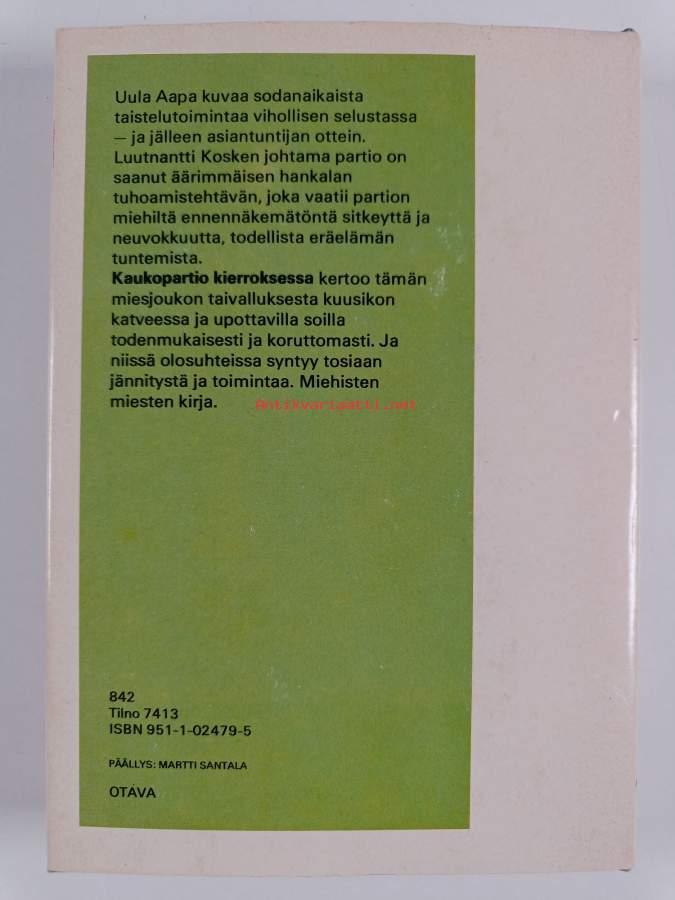 Uula Aapa kuvaa sodanaikaista
taistelutoimintaa vihollisen selustassa
— ja jälleen asiantuntijan ottein.
Luutnantti Kosken johtama partio on
saanut äärimmäisen hankalan
tuhoamistehtävän, joka vaatii partion
miehiltä ennennäkemätöntä sitkeyttä ja
neuvokkuutta, todellista eräelämän
tuntemista.
Kaukopartio kierroksessa kertoo tämän
miesjoukon taivalluksesta kuusikon
katveessa ja upottavilla soilla
todenmukaisesti ja koruttomasti. Ja
niissä olosuhteissa syntyy tosiaan
jännitystä ja toimintaa. Miehisten
miesten kirja.
Antikvariaatti.net
842
Tilno 7413
ISBN 951-1-02479-5
PÄÄLLYS: MARTTI SANTALA
OTAVA